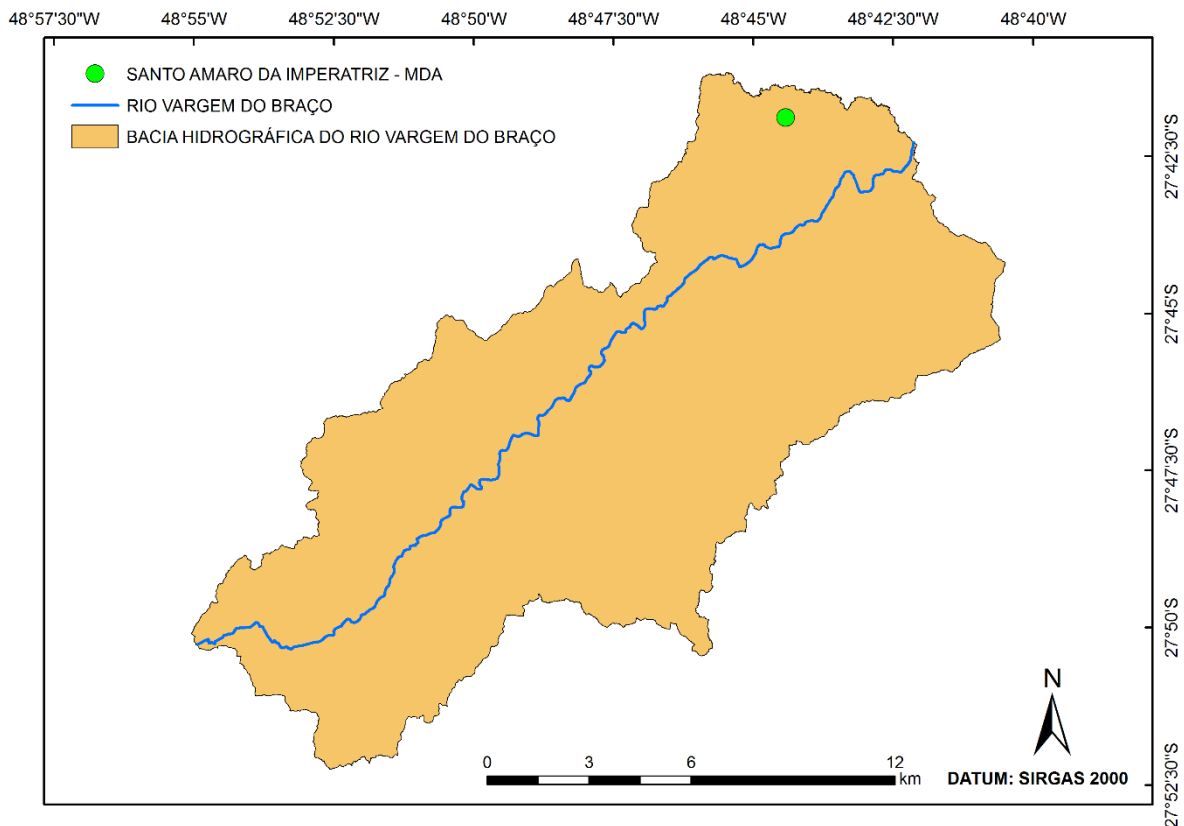 48°57'30"S 48°55'S 48°52'30"S 48°50'S 48°47'30"S 48°45'S 48°42'30"S 48°40'S
SANTO AMARO DA IMPERATRIZ - MDA
RIO VARGEM DO BRAÇO
BACIA HIDROGRÁFICA DO RIO VARGEM DO BRAÇO
27°42'30"S
27°45'S
27°47'30"S
27°50'S
27°52'30"S
N
0 3 6 12
km
DATUM: SIRGAS 2000